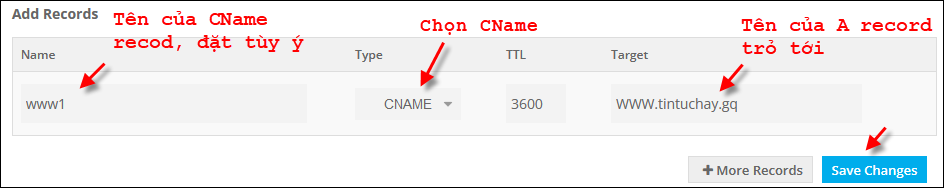 Add Records
Tên của CName
recod, đặt tùy ý
Chọn CName
Tên của A record
trỏ tới
Name Type TTL Target
www1 CNAME 3600 WWW.tintuchay.gq
+ More Records Save Changes